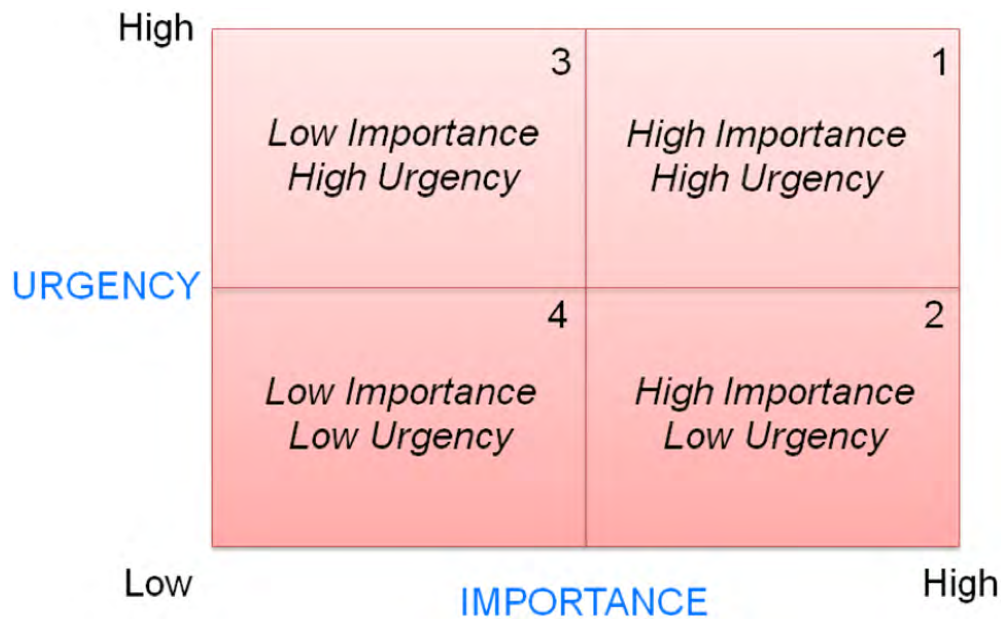 High
3
1
Low Importance
High Urgency
High Importance
High Urgency
URGENCY
4
2
Low Importance
Low Urgency
High Importance
Low Urgency
Low
High
IMPORTANCE